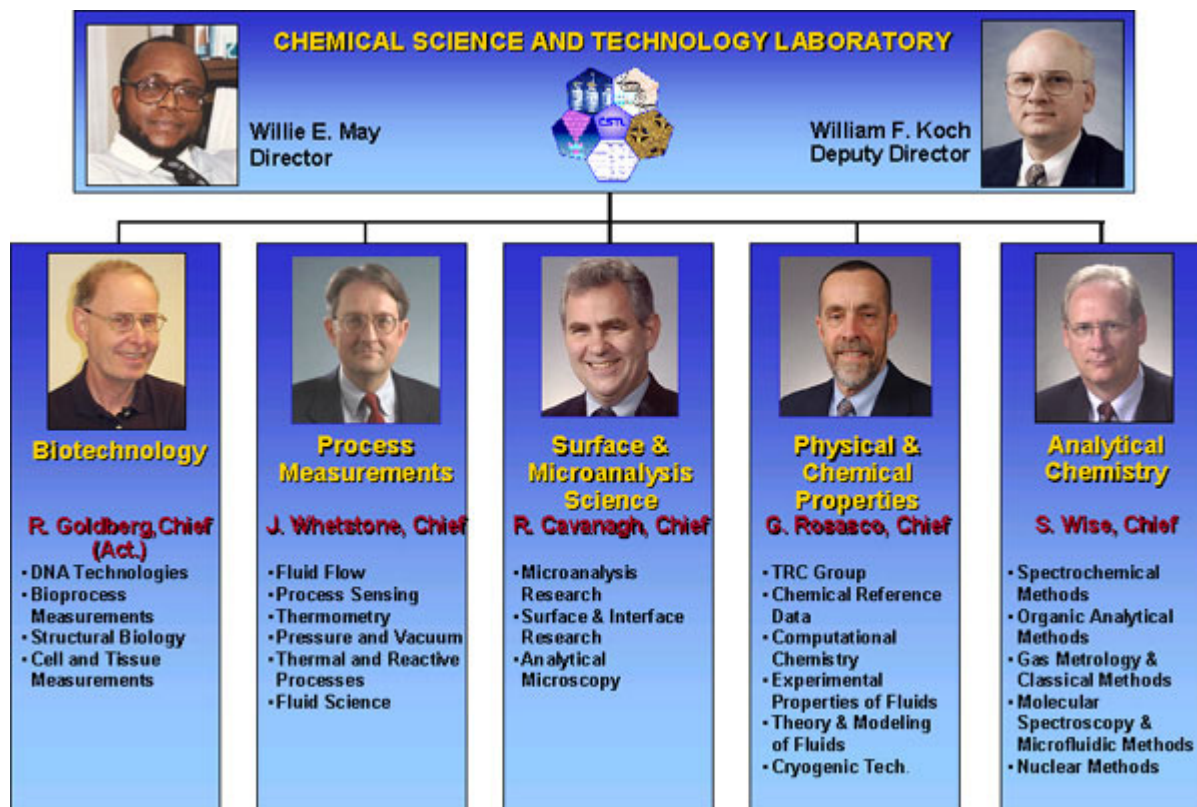 CHEMICAL SCIENCE AND TECHNOLOGY LABORATORY
Willie E. May
Director
CSTL
William F. Koch
Deputy Director
Biotechnology
R. Goldberg,Chief
(Act.)
• DNA Technologies
• Bioprocess
Measurements
• Structural Biology
• Cell and Tissue
Measurements
Process
Measurements
J. Whetstone, Chief
• Fluid Flow
• Process Sensing
• Thermometry
• Pressure and Vacuum
• Thermal and Reactive
Processes
• Fluid Science
Surface &
Microanalysis
Science
R. Cavanagh, Chief
• Microanalysis
Research
• Surface & Interface
Research
• Analytical
Microscopy
Physical &
Chemical
Properties
G. Rosasco, Chief
• TRC Group
• Chemical Reference
Data
• Computational
Chemistry
• Experimental
Properties of Fluids
• Theory & Modeling
of Fluids
• Cryogenic Tech.
Analytical
Chemistry
S. Wise, Chief
• Spectrochemical
Methods
• Organic Analytical
Methods
• Gas Metrology &
Classical Methods
• Molecular
Spectroscopy &
Microfluidic Methods
• Nuclear Methods